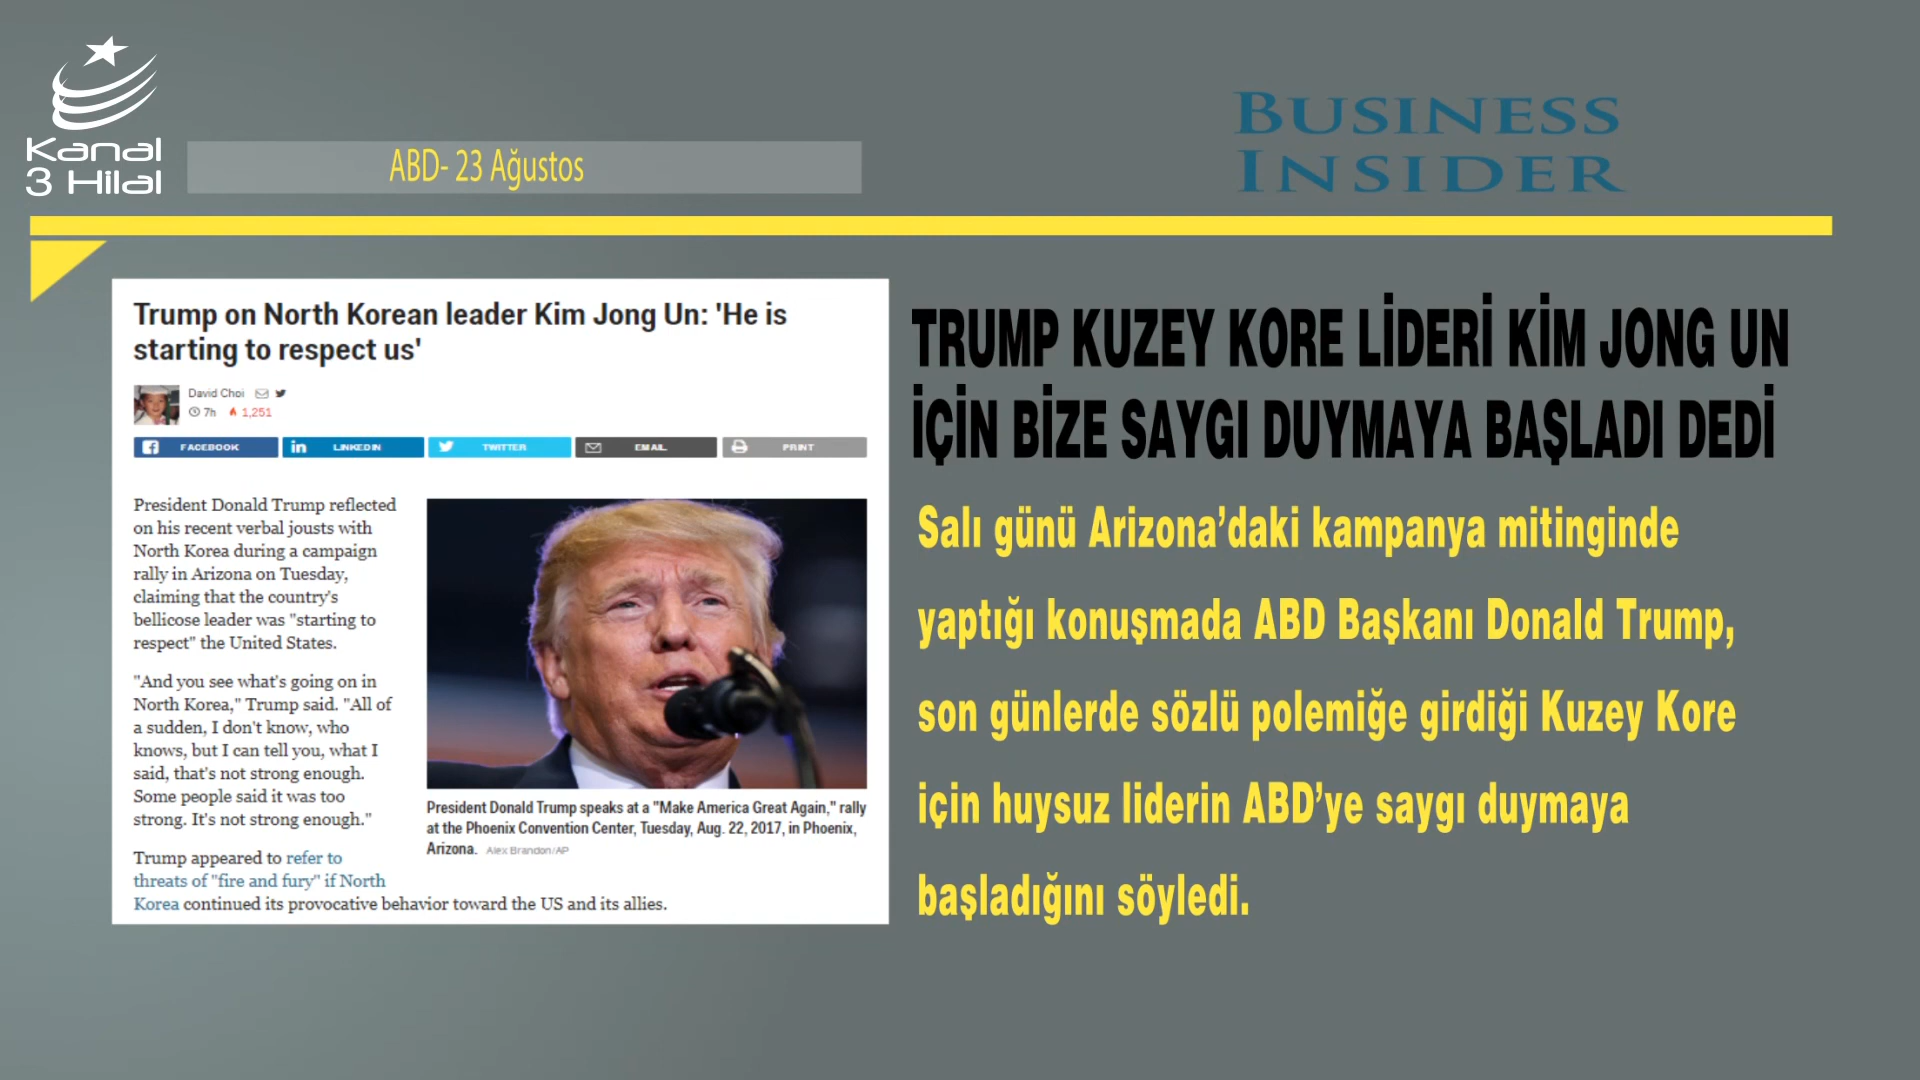 Kanal
3 Hilal
ABD- 23 Ağustos
BUSINESS
INSIDER
Trump on North Korean leader Kim Jong Un: 'He is
starting to respect us'
David Choi
7h 1,251
FACEBOOK LINKEDIN TWITTER EMAIL PRINT
President Donald Trump reflected
on his recent verbal jousts with
North Korea during a campaign
rally in Arizona on Tuesday,
claiming that the country's
bellicose leader was "starting to
respect" the United States.
"And you see what's going on in
North Korea," Trump said. "All of
a sudden, I don't know, who
knows, but I can tell you, what I
said, that's not strong enough.
Some people said it was too
strong. It's not strong enough."
Trump appeared to refer to
threats of "fire and fury" if North
Korea continued its provocative behavior toward the US and its allies.
President Donald Trump speaks at a "Make America Great Again," rally
at the Phoenix Convention Center, Tuesday, Aug. 22, 2017, in Phoenix,
Arizona. Alex Brandon/AP
TRUMP KUZEY KORE LİDERİ KİM JONG UN
İÇİN BİZE SAYGI DUYMAYA BAŞLADI DEDİ
Salı günü Arizona'daki kampanya mitinginde
yaptığı konuşmada ABD Başkanı Donald Trump,
son günlerde sözlü polemiğe girdiği Kuzey Kore
için huysuz liderin ABD'ye saygı duymaya
başladığını söyledi.